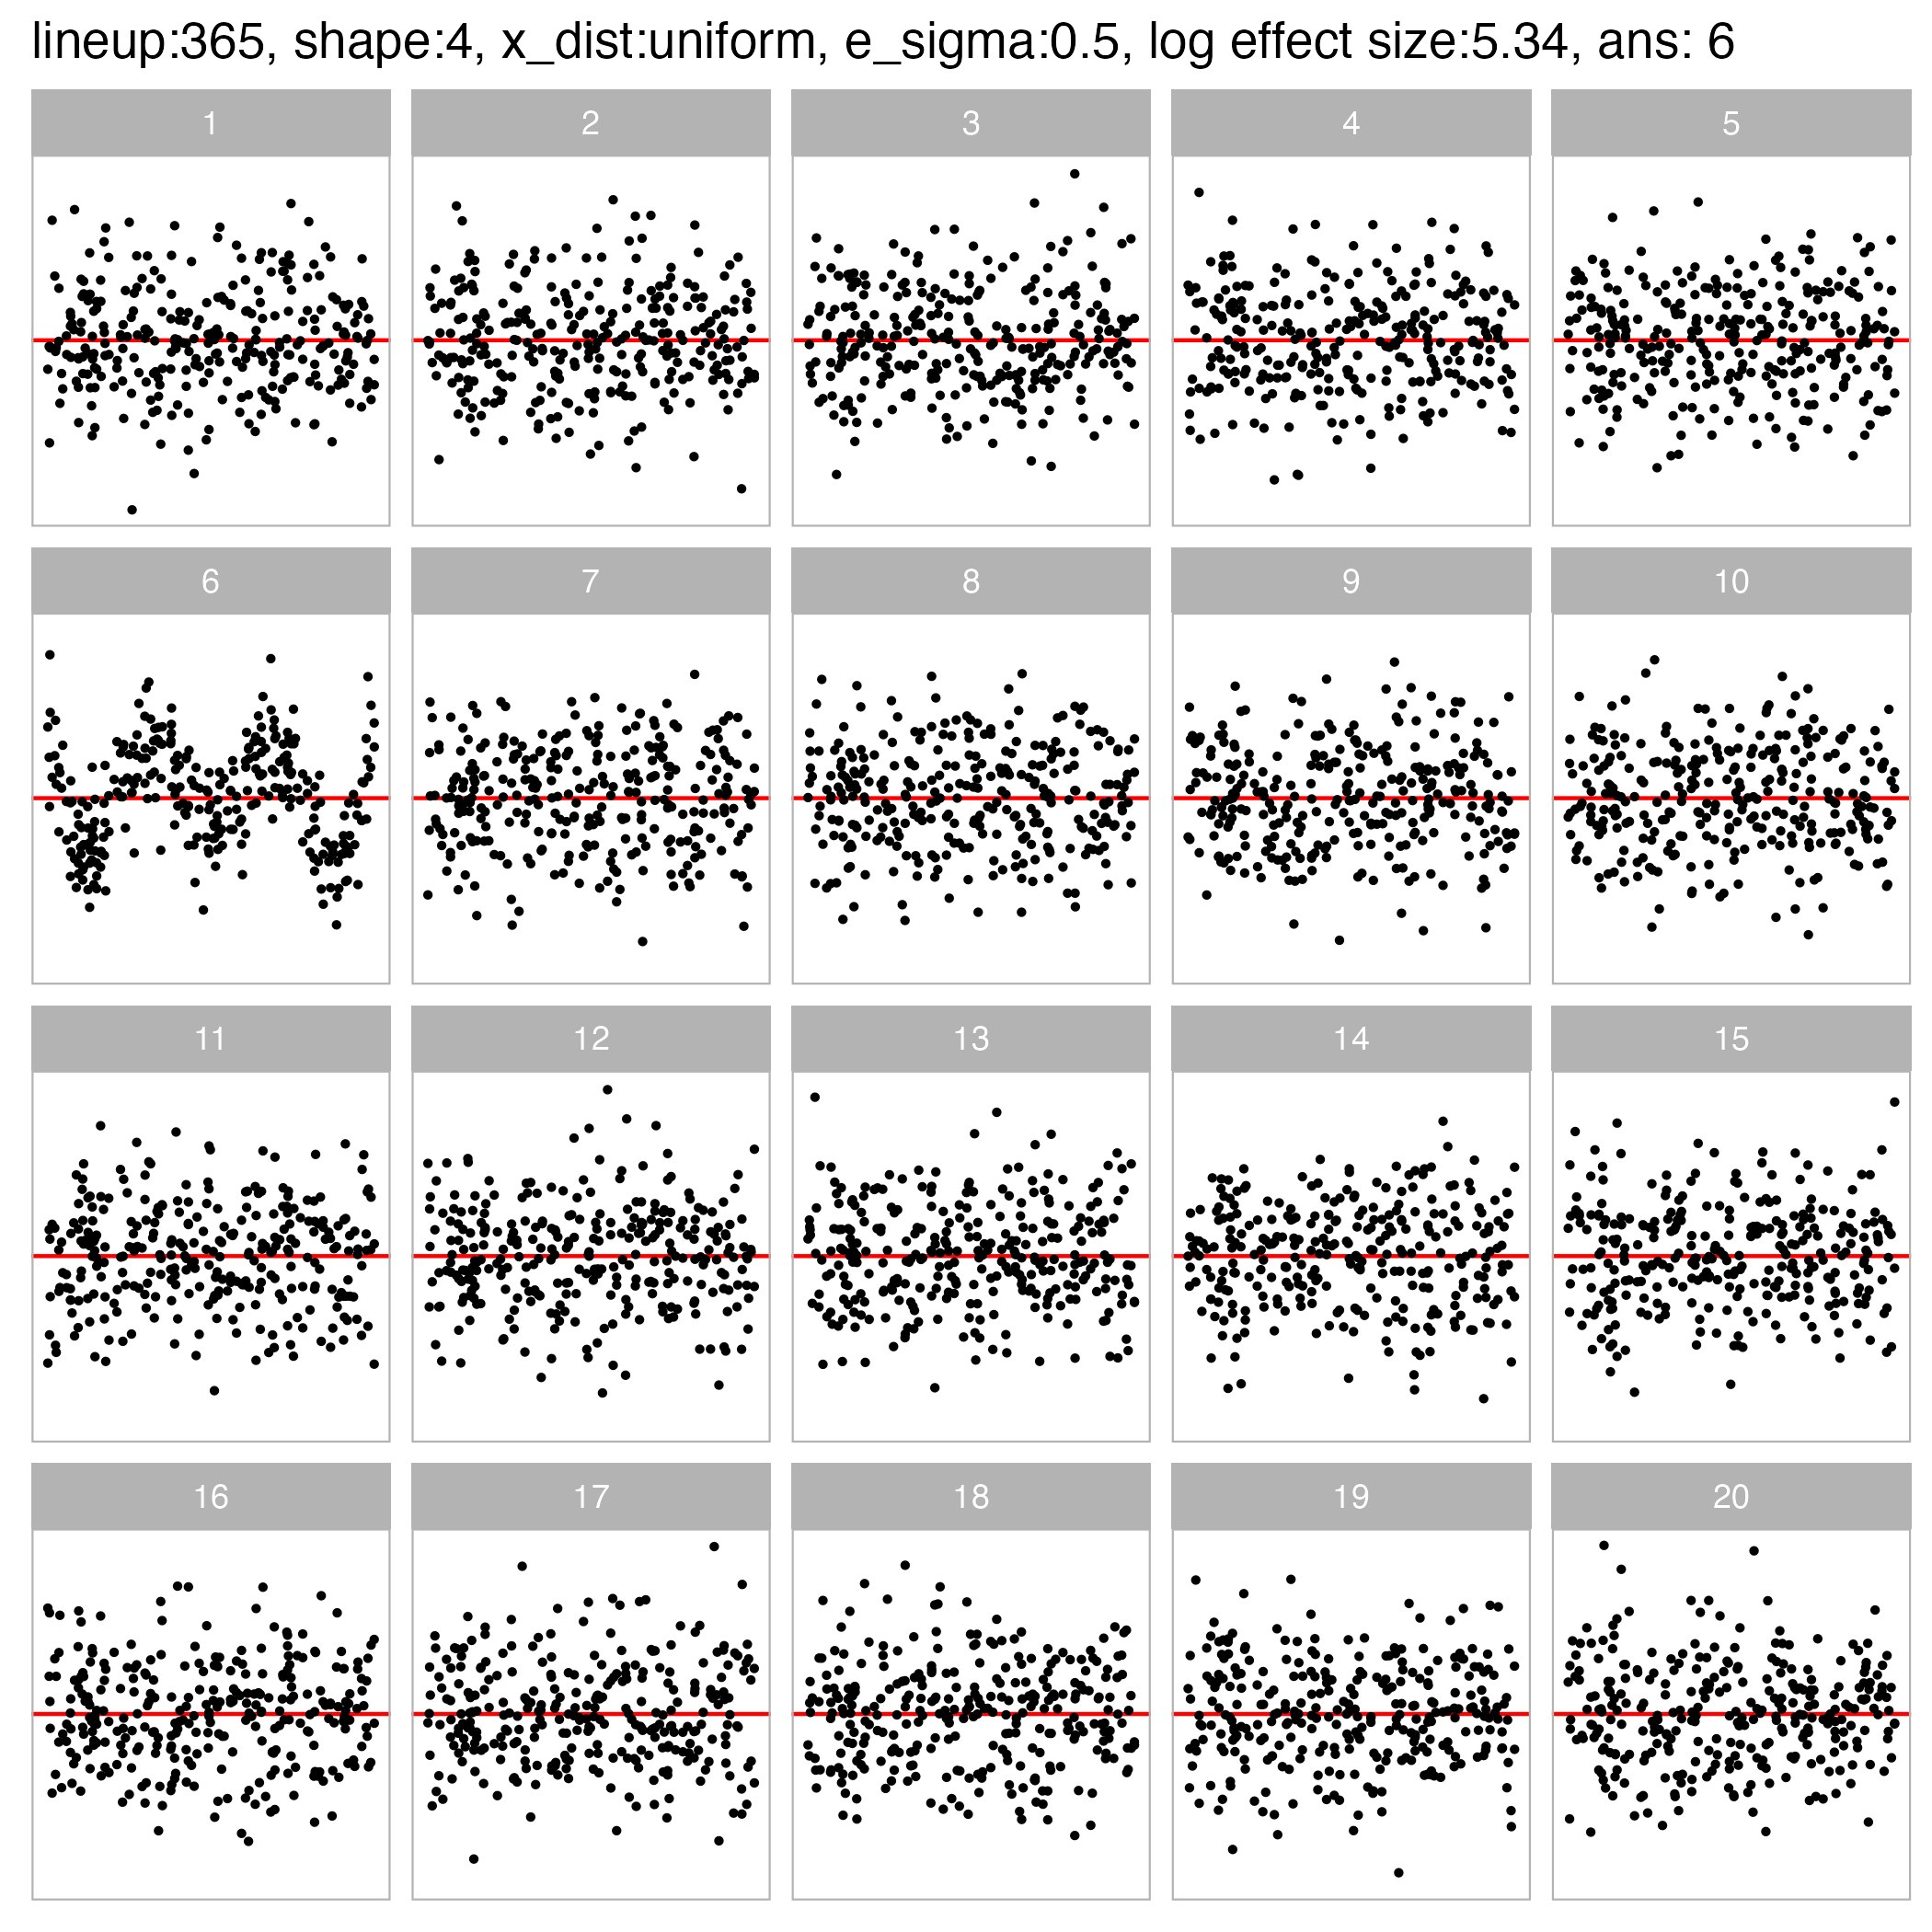 lineup:365, shape:4, x_dist:uniform, e_sigma:0.5, log effect size:5.34, ans: 6
1 2 3 4 5
6 7 8 9 10
11 12 13 14 15
16 17 18 19 20